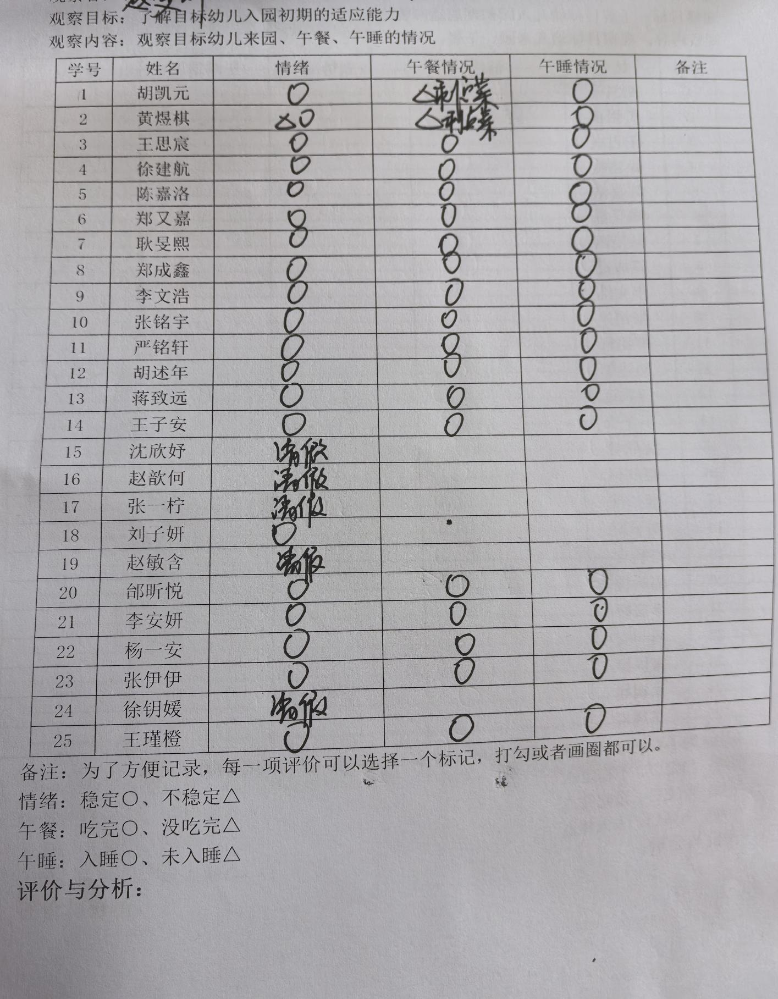 观察目标：了解目标幼儿入园初期的适应能力
观察内容：观察目标幼儿来园、午餐、午睡的情况
学号 姓名 情绪 午餐情况 午睡情况 备注
1 胡凯元 ○ △剩信菜 ○
2 黄煜棋 △○ △剩点菜 ○
3 王思宸 ○ ○ ○
4 徐建航 ○ ○ ○
5 陈嘉洛 ○ ○ ○
6 郑又嘉 ○ ○ ○
7 耿旻熙 ○ ○ ○
8 郑成鑫 ○ ○ ○
9 李文浩 ○ ○ ○
10 张铭宇 ○ ○ ○
11 严铭轩 ○ ○ ○
12 胡述年 ○ ○ ○
13 蒋致远 ○ ○ ○
14 王子安 ○ ○ ○
15 沈欣妤 请假
16 赵歆何 请假
17 张一柠 请假
18 刘子妍 ○
19 赵敏含 请假
20 邰昕悦 ○ ○ ○
21 李安妍 ○ ○ ○
22 杨一安 ○ ○ ○
23 张伊伊 ○ ○ ○
24 徐钥媛 请假
25 王瑾橙 ○ ○ ○
备注：为了方便记录，每一项评价可以选择一个标记，打勾或者画圈都可以。
情绪：稳定○、不稳定△
午餐：吃完○、没吃完△
午睡：入睡○、未入睡△
评价与分析：